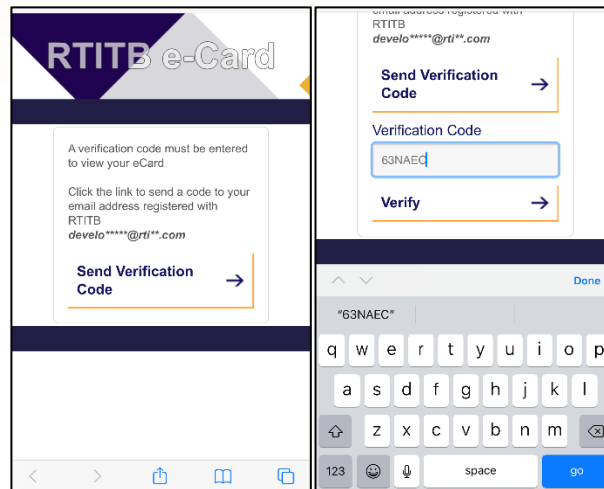 RTITB e-Card
A verification code must be entered
to view your eCard
Click the link to send a code to your
email address registered with
RTITB
develo*****@rti**.com
Send Verification
Code
email address registered with
RTITB
develo*****@rti**.com
Send Verification
Code
Verification Code
63NAEC
Verify
Done
"63NAEC"
q w e r t y u i o p
a s d f g h j k l
z x c v b n m
123 space go